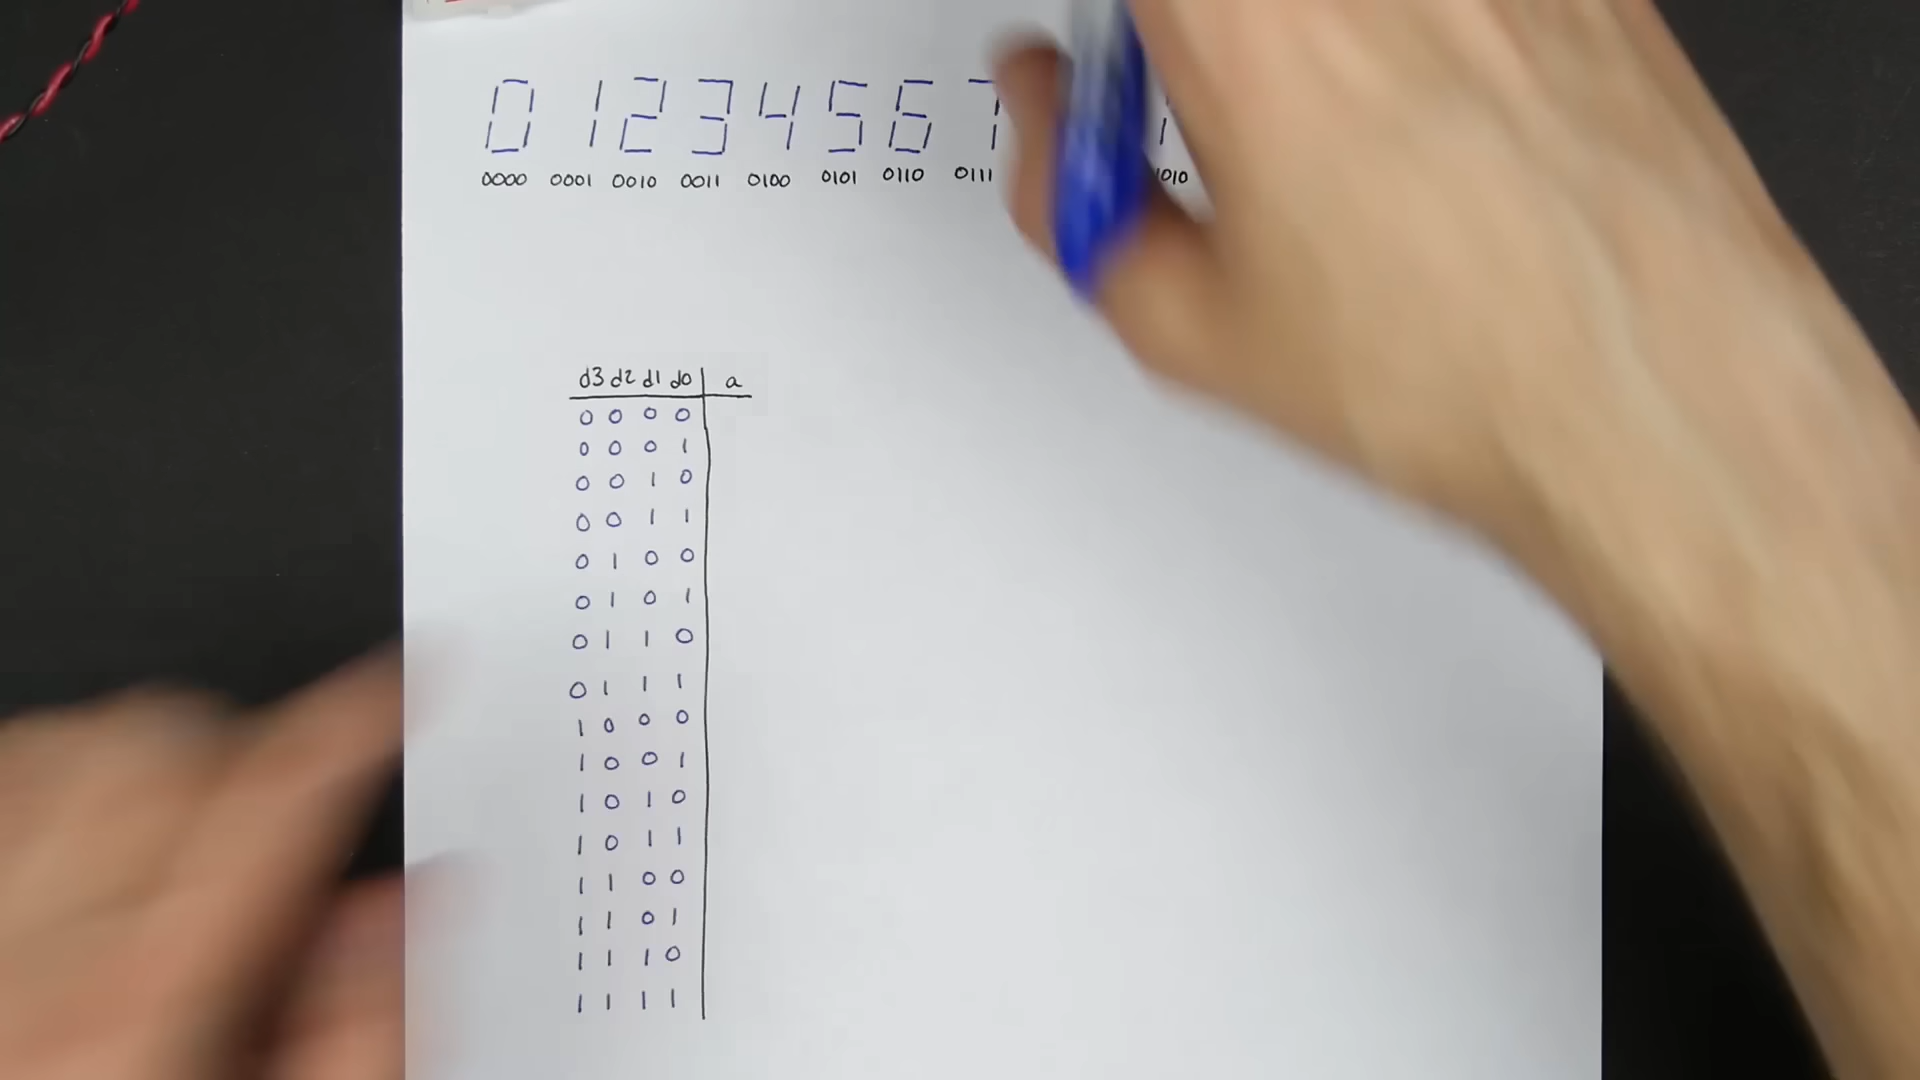 0 1 2 3 4 5 6 7
0000 0001 0010 0011 0100 0101 0110 0111 1010
d3 d2 d1 d0 a
0 0 0 0
0 0 0 1
0 0 1 0
0 0 1 1
0 1 0 0
0 1 0 1
0 1 1 0
0 1 1 1
1 0 0 0
1 0 0 1
1 0 1 0
1 0 1 1
1 1 0 0
1 1 0 1
1 1 1 0
1 1 1 1